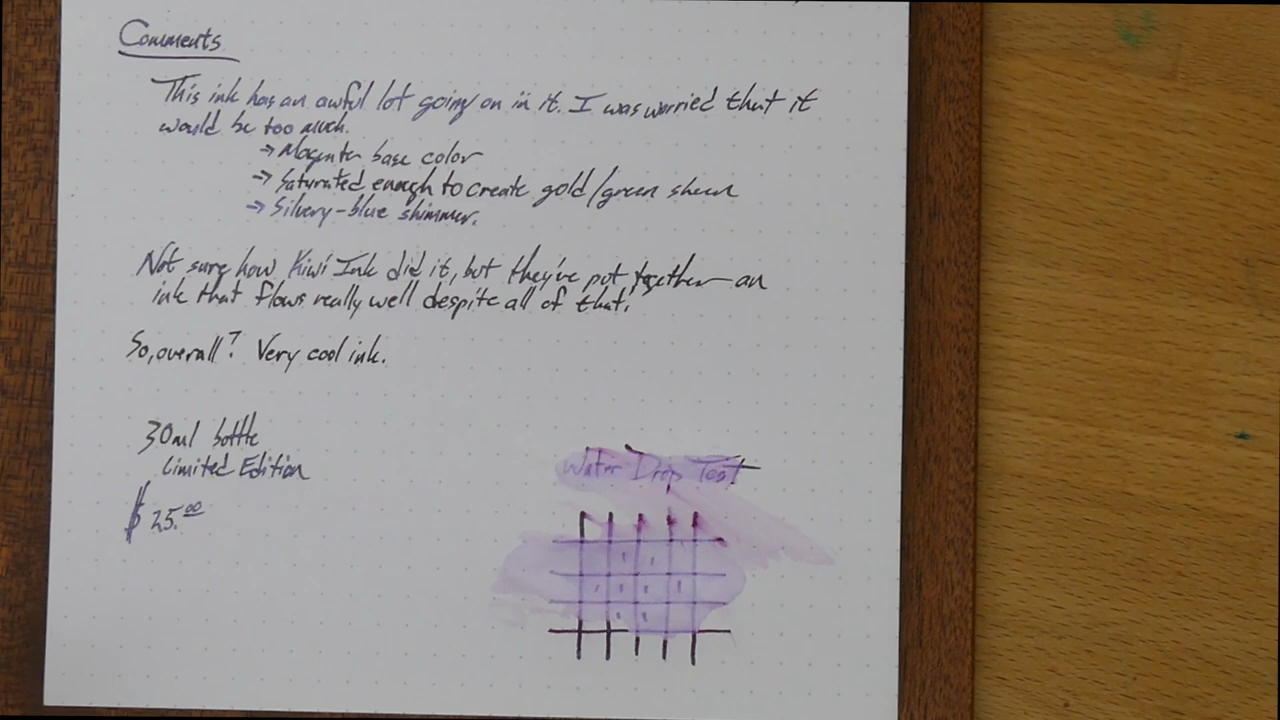 Comments
This ink has an awful lot going on in it. I was worried that it
would be too much.
→ Magenta base color
→ Saturated enough to create gold/green sheen
→ Silvery-blue shimmer.
Not sure how Kiwi Ink did it, but they've put together an
ink that flows really well despite all of that!
So, overall? Very cool ink.
30ml bottle
Limited Edition
$25.00
Water Drop Test